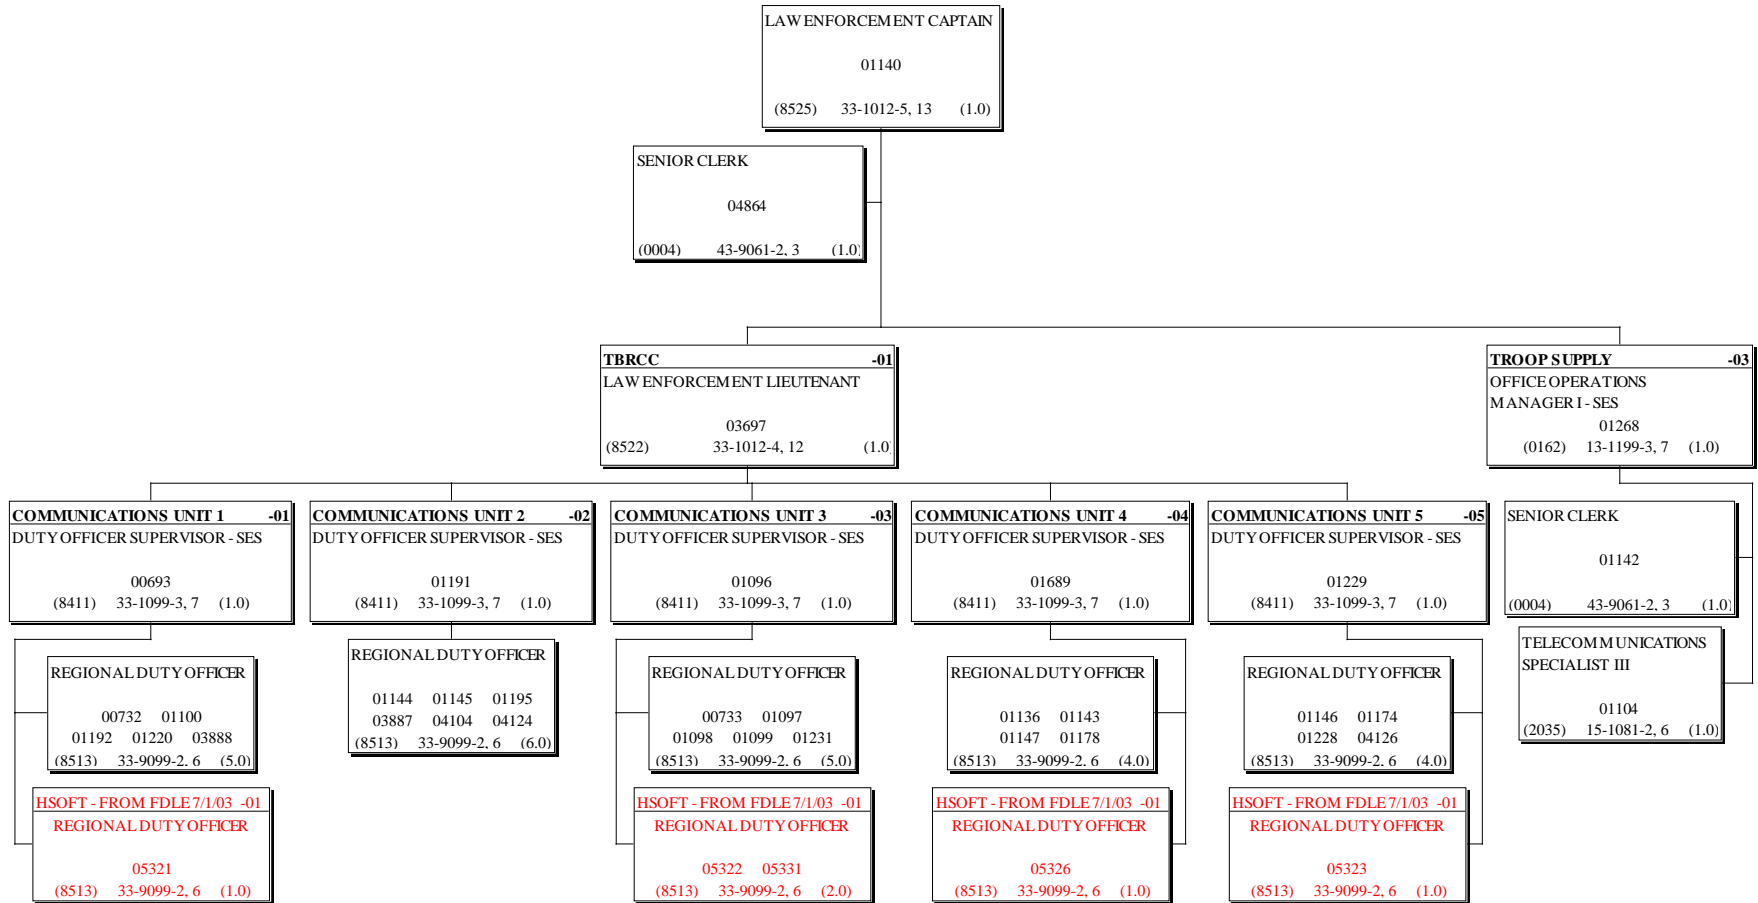 LAW ENFORCEMENT CAPTAIN
01140
(8525) 33-1012-5, 13 (1.0)
SENIOR CLERK
04864
(0004) 43-9061-2, 3 (1.0)
TBRCC -01
LAW ENFORCEMENT LIEUTENANT
03697
(8522) 33-1012-4, 12 (1.0)
TROOP SUPPLY -03
OFFICE OPERATIONS
MANAGER I - SES
01268
(0162) 13-1199-3, 7 (1.0)
COMMUNICATIONS UNIT 1 -01
DUTY OFFICER SUPERVISOR - SES
00693
(8411) 33-1099-3, 7 (1.0)
COMMUNICATIONS UNIT 2 -02
DUTY OFFICER SUPERVISOR - SES
01191
(8411) 33-1099-3, 7 (1.0)
COMMUNICATIONS UNIT 3 -03
DUTY OFFICER SUPERVISOR - SES
01096
(8411) 33-1099-3, 7 (1.0)
COMMUNICATIONS UNIT 4 -04
DUTY OFFICER SUPERVISOR - SES
01689
(8411) 33-1099-3, 7 (1.0)
COMMUNICATIONS UNIT 5 -05
DUTY OFFICER SUPERVISOR - SES
01229
(8411) 33-1099-3, 7 (1.0)
SENIOR CLERK
01142
(0004) 43-9061-2, 3 (1.0)
REGIONAL DUTY OFFICER
00732 01100
01192 01220 03888
(8513) 33-9099-2, 6 (5.0)
REGIONAL DUTY OFFICER
01144 01145 01195
03887 04104 04124
(8513) 33-9099-2, 6 (6.0)
REGIONAL DUTY OFFICER
00733 01097
01098 01099 01231
(8513) 33-9099-2, 6 (5.0)
REGIONAL DUTY OFFICER
01136 01143
01147 01178
(8513) 33-9099-2, 6 (4.0)
REGIONAL DUTY OFFICER
01146 01174
01228 04126
(8513) 33-9099-2, 6 (4.0)
TELECOMMUNICATIONS
SPECIALIST III
01104
(2035) 15-1081-2, 6 (1.0)
HSOFT - FROM FDLE 7/1/03 -01
REGIONAL DUTY OFFICER
05321
(8513) 33-9099-2, 6 (1.0)
HSOFT - FROM FDLE 7/1/03 -01
REGIONAL DUTY OFFICER
05322 05331
(8513) 33-9099-2, 6 (2.0)
HSOFT - FROM FDLE 7/1/03 -01
REGIONAL DUTY OFFICER
05326
(8513) 33-9099-2, 6 (1.0)
HSOFT - FROM FDLE 7/1/03 -01
REGIONAL DUTY OFFICER
05323
(8513) 33-9099-2, 6 (1.0)